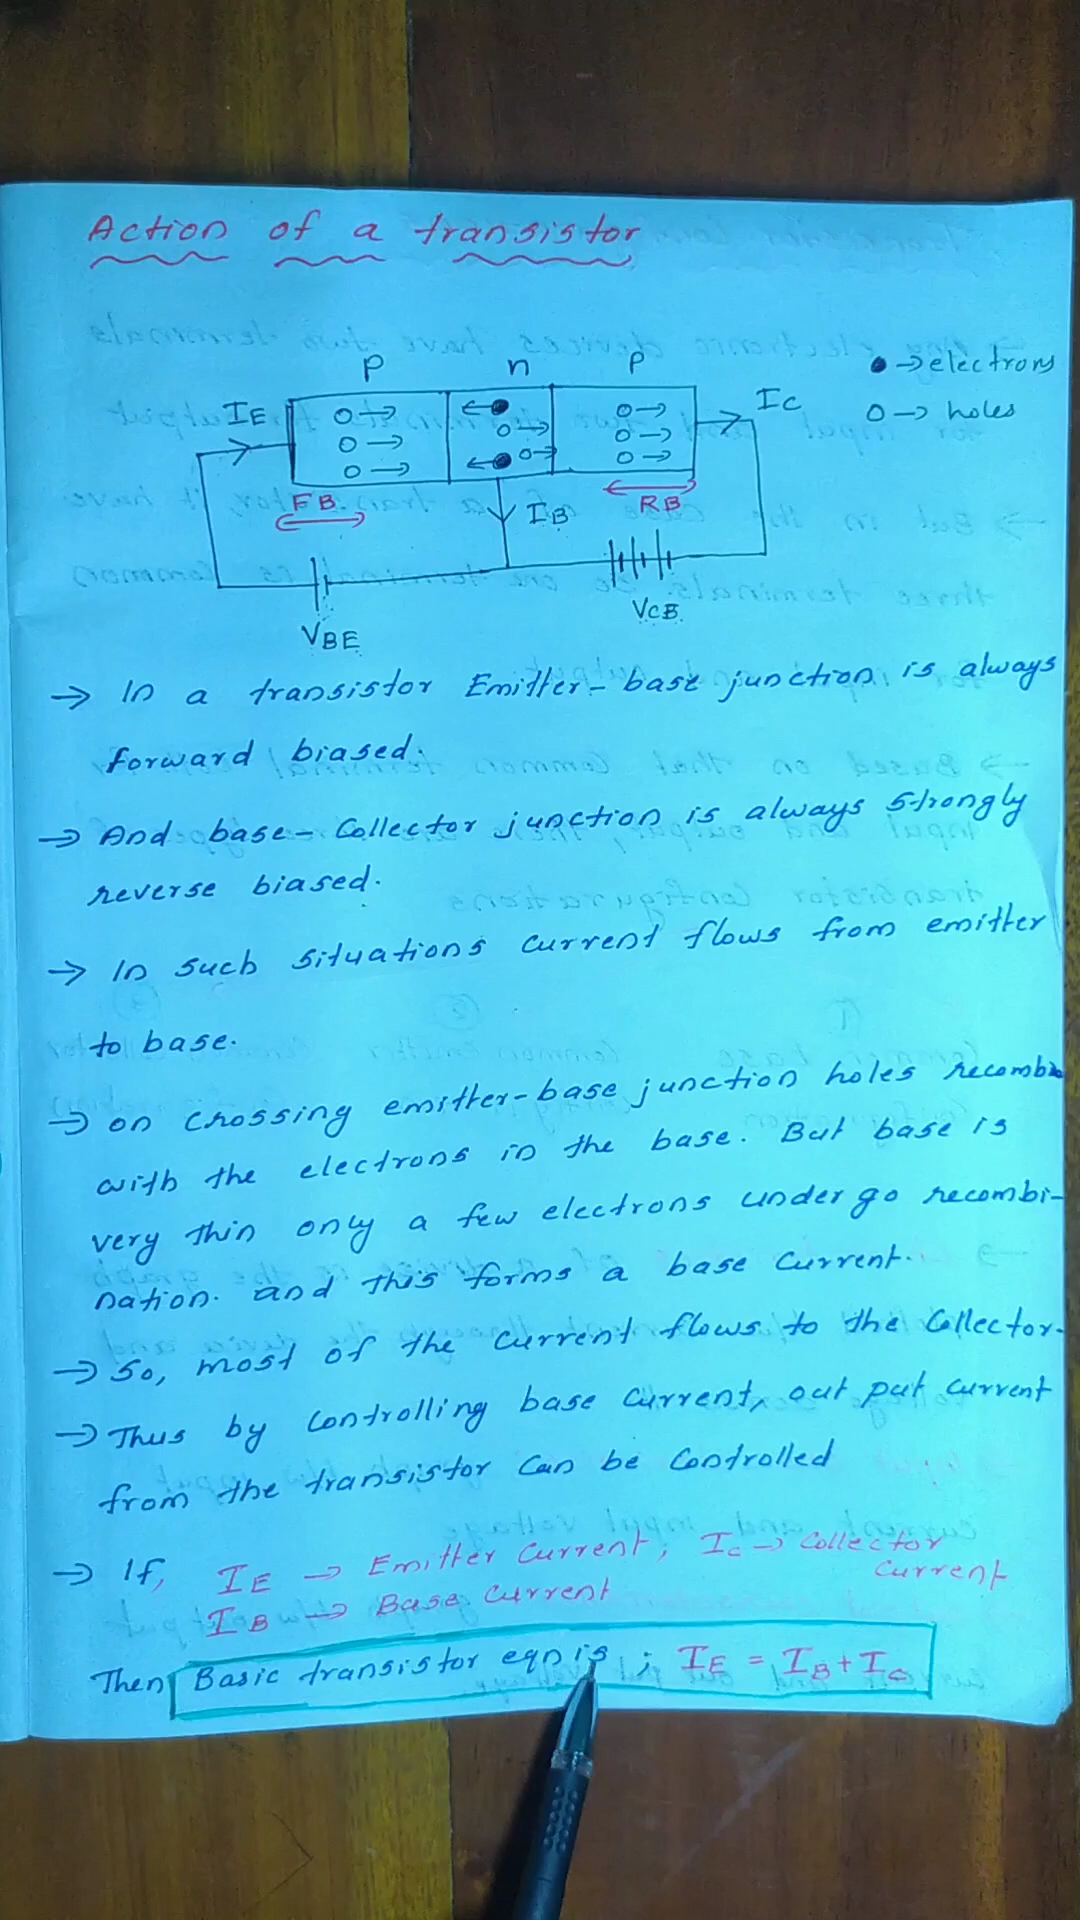 Action of a transistor
P n P
●→electrons
o→ holes
IE
IC
FB
IB
RB
VBE
VCB
→ In a transistor Emitter-base junction is always
forward biased.
→ And base-Collector junction is always strongly
reverse biased.
→ In such situations current flows from emitter
to base.
→ on crossing emitter-base junction holes recombi
with the electrons in the base. But base is
very thin only a few electrons undergo recombi-
nation. and this forms a base current.
→ So, most of the current flows to the Collector.
→ Thus by controlling base current, out put current
from the transistor can be controlled
→ If, IE → Emitter current, Ic → Collector current
IB → Base current
Then Basic transistor eqn is ; IE = IB + IC